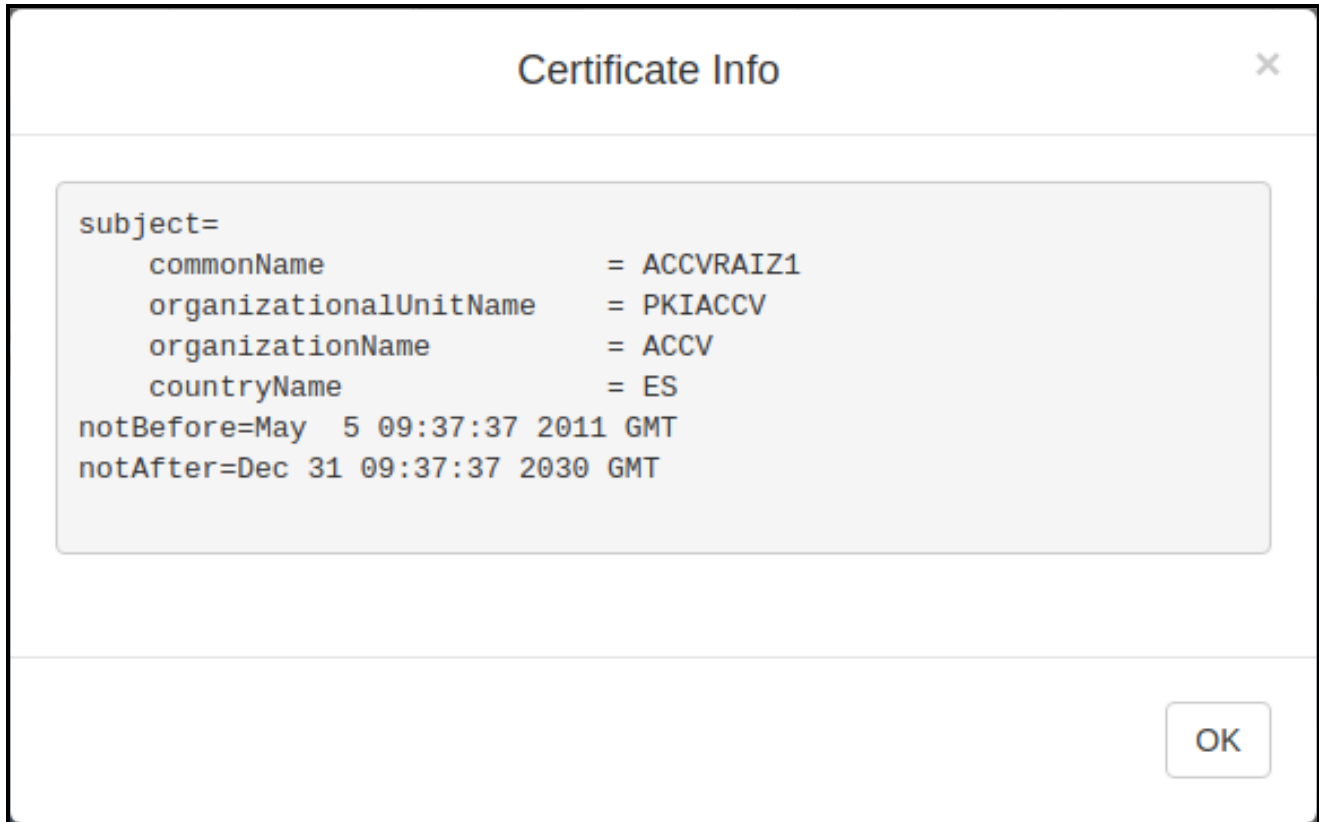 Certificate Info ×
subject=
    commonName                = ACCVRAIZ1
    organizationalUnitName    = PKIACCV
    organizationName          = ACCV
    countryName               = ES
notBefore=May  5 09:37:37 2011 GMT
notAfter=Dec 31 09:37:37 2030 GMT
OK